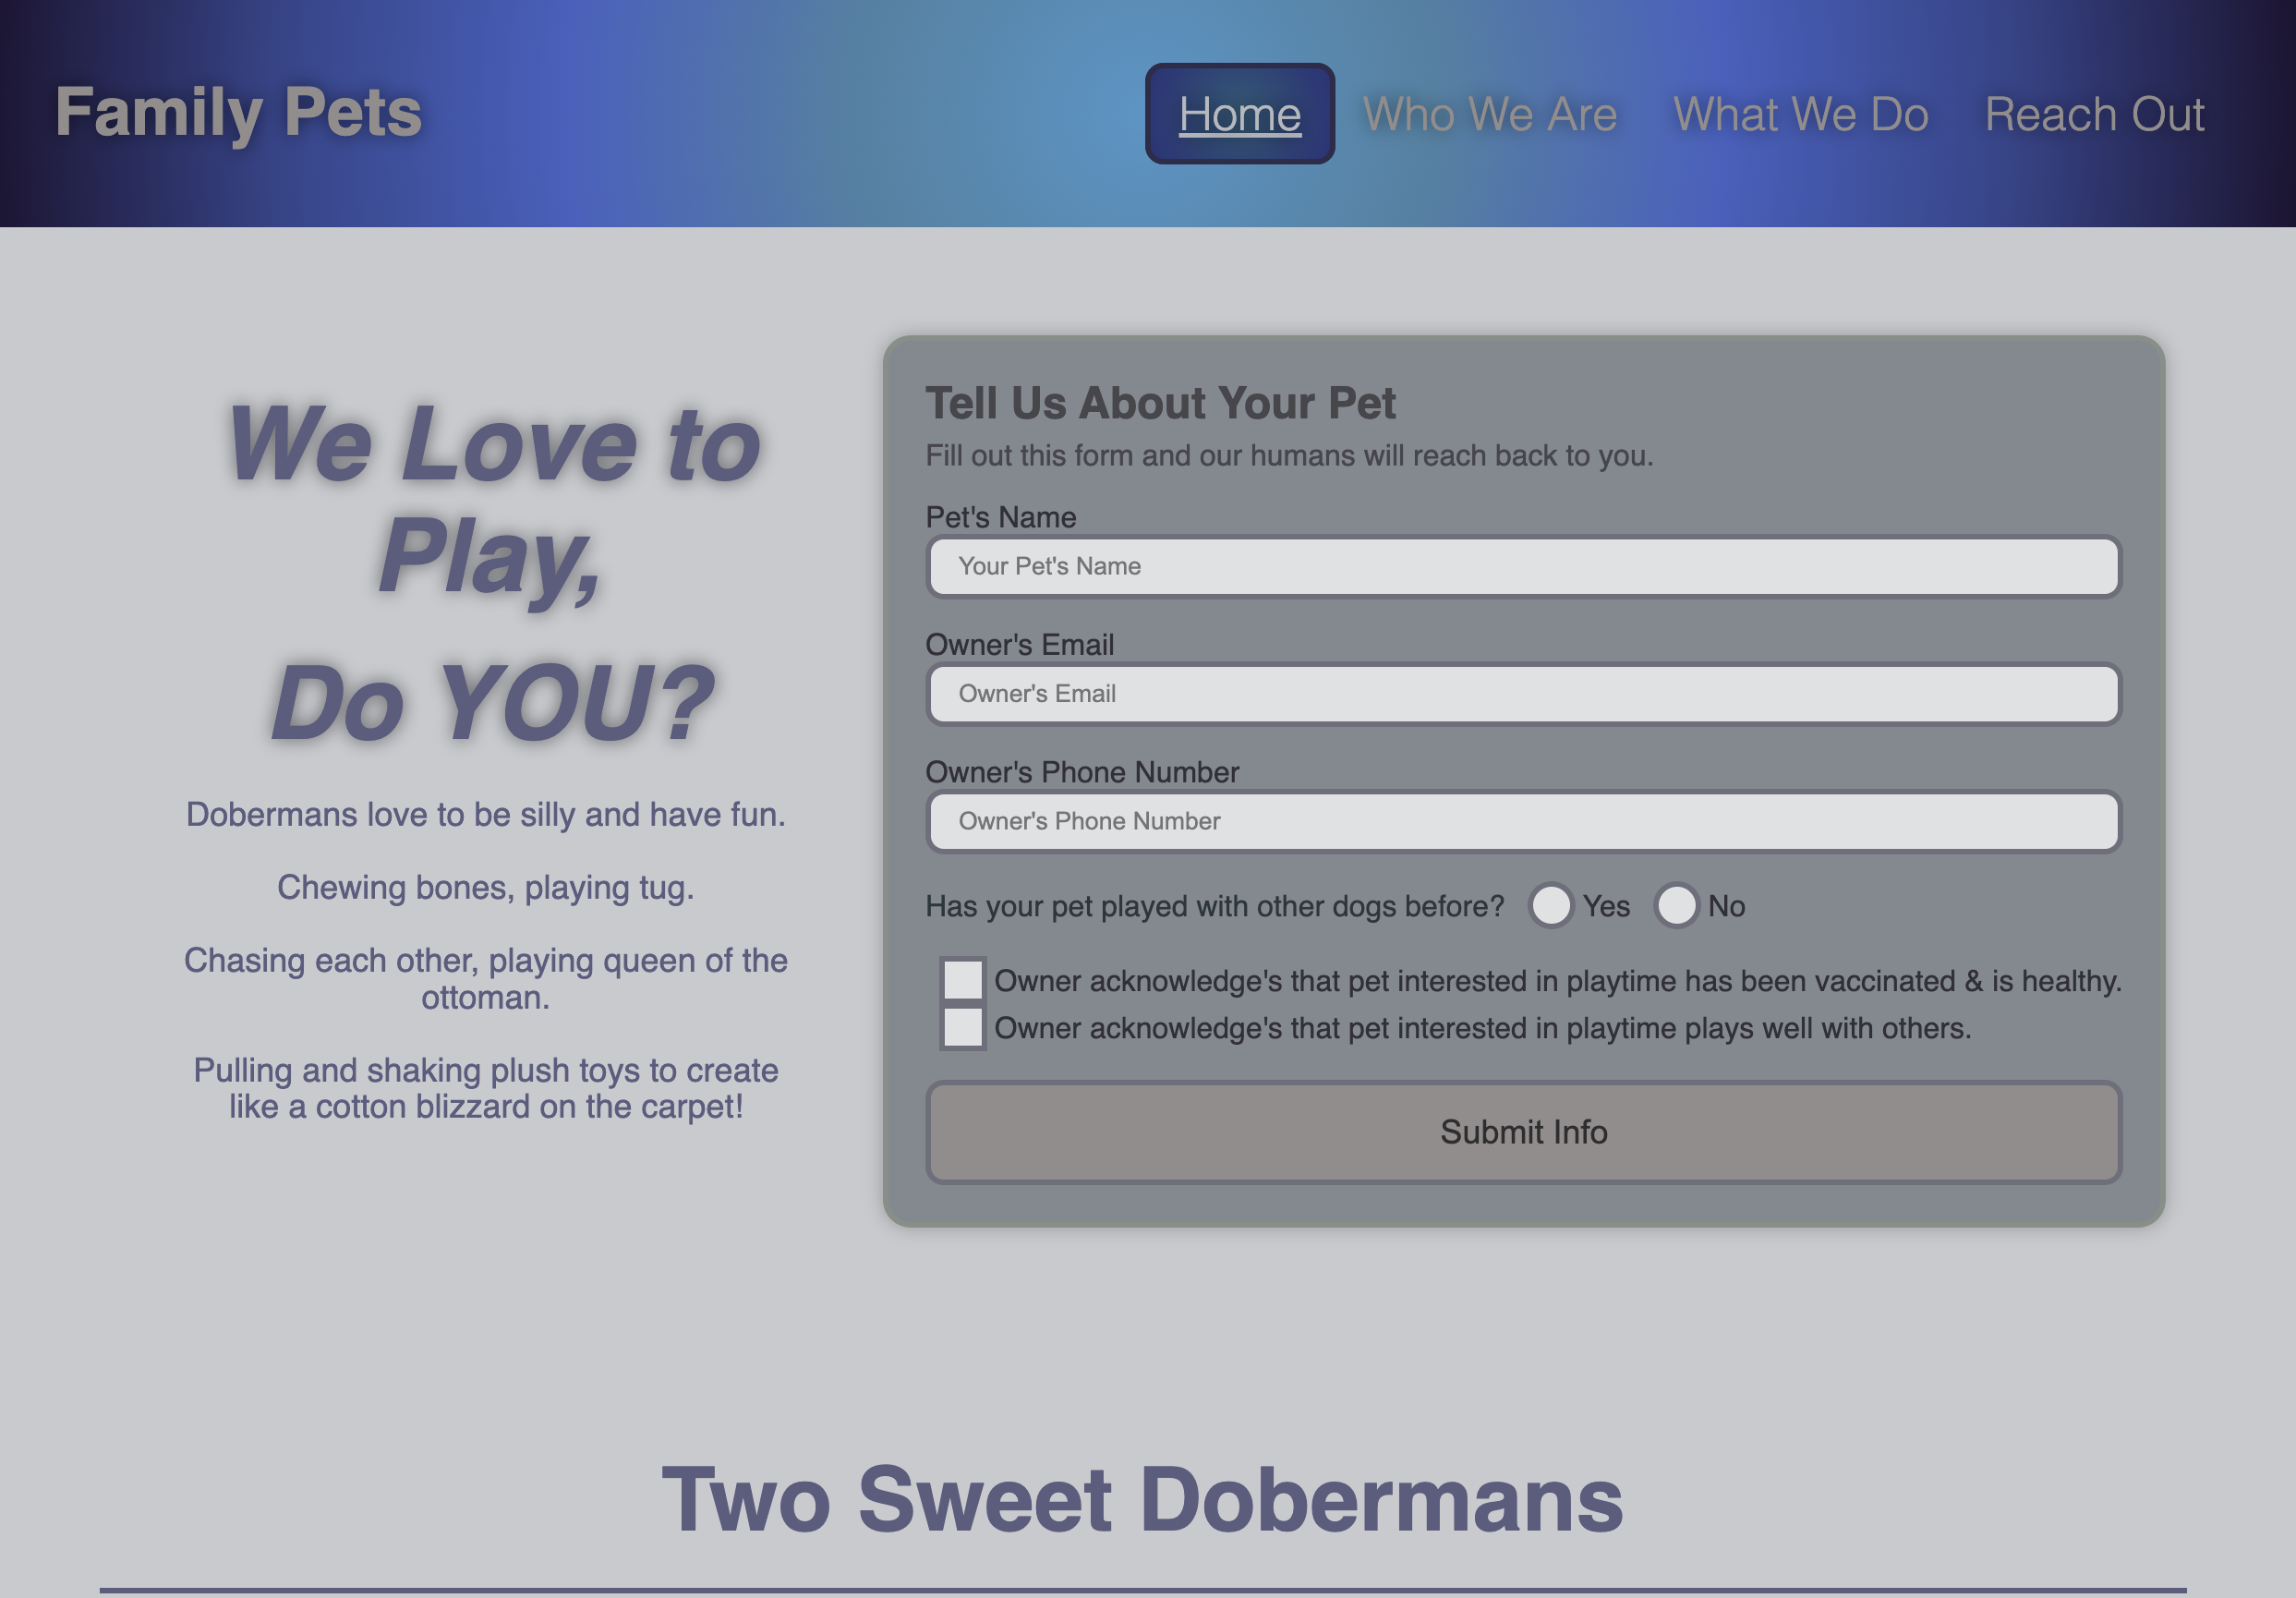 Family Pets
Home
Who We Are
What We Do
Reach Out
We Love to
Play,
Do YOU?
Dobermans love to be silly and have fun.
Chewing bones, playing tug.
Chasing each other, playing queen of the
ottoman.
Pulling and shaking plush toys to create
like a cotton blizzard on the carpet!
Tell Us About Your Pet
Fill out this form and our humans will reach back to you.
Pet's Name
Your Pet's Name
Owner's Email
Owner's Email
Owner's Phone Number
Owner's Phone Number
Has your pet played with other dogs before? Yes No
Owner acknowledge's that pet interested in playtime has been vaccinated & is healthy.
Owner acknowledge's that pet interested in playtime plays well with others.
Submit Info
Two Sweet Dobermans